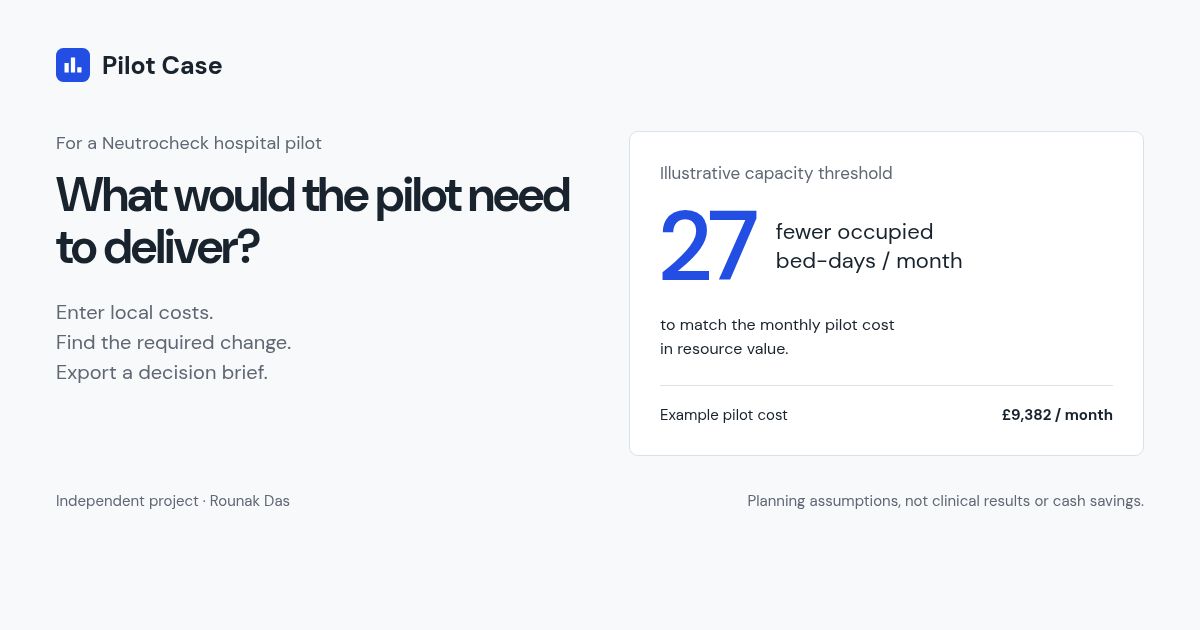 Pilot Case
For a Neutrocheck hospital pilot
What would the pilot need
to deliver?
Enter local costs.
Find the required change.
Export a decision brief.
Illustrative capacity threshold
27
fewer occupied
bed-days / month
to match the monthly pilot cost
in resource value.
Example pilot cost £9,382 / month
Independent project · Rounak Das
Planning assumptions, not clinical results or cash savings.